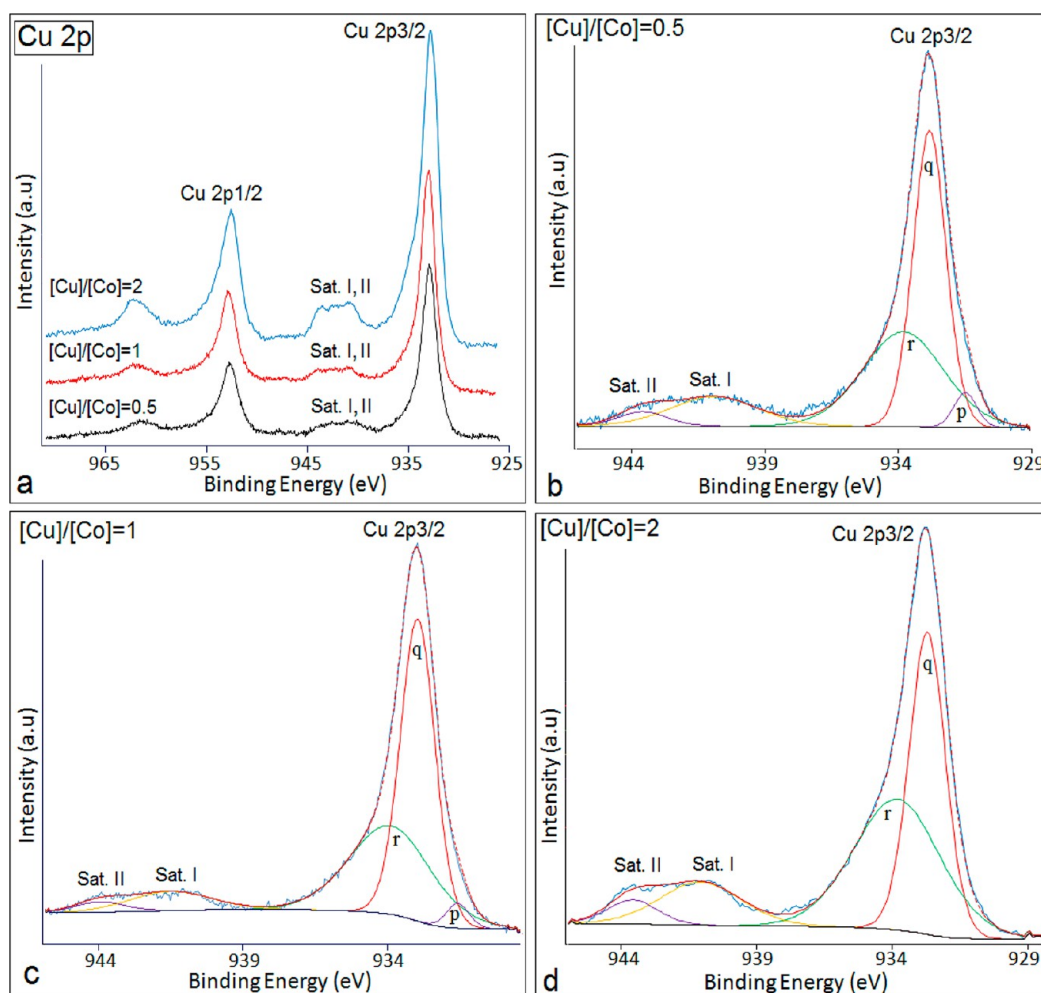 Cu 2p
Cu 2p3/2
Cu 2p1/2
[Cu]/[Co]=2
Sat. I, II
[Cu]/[Co]=1
Sat. I, II
[Cu]/[Co]=0.5
Sat. I, II
Intensity (a.u)
965 955 945 935 925
Binding Energy (eV)
a
[Cu]/[Co]=0.5
Cu 2p3/2
q
r
p
Sat. II
Sat. I
Intensity (a.u)
944 939 934 929
Binding Energy (eV)
b
[Cu]/[Co]=1
Cu 2p3/2
q
r
p
Sat. II
Sat. I
Intensity (a.u)
944 939 934
Binding Energy (eV)
c
[Cu]/[Co]=2
Cu 2p3/2
q
r
Sat. II
Sat. I
Intensity (a.u)
944 939 934 929
Binding Energy (eV)
d